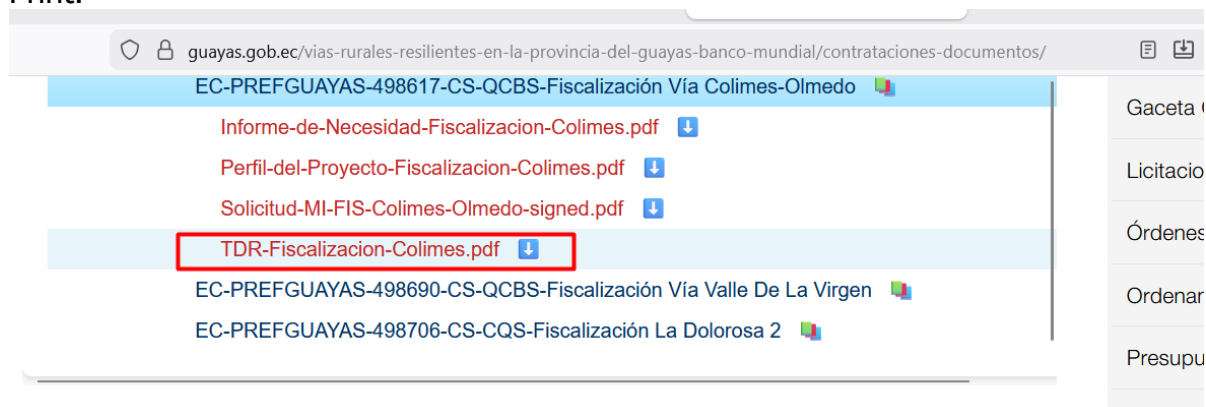 guayas.gob.ec/vias-rurales-resilientes-en-la-provincia-del-guayas-banco-mundial/contrataciones-documentos/
EC-PREFGUAYAS-498617-CS-QCBS-Fiscalización Vía Colimes-Olmedo
Informe-de-Necesidad-Fiscalizacion-Colimes.pdf
Perfil-del-Proyecto-Fiscalizacion-Colimes.pdf
Solicitud-MI-FIS-Colimes-Olmedo-signed.pdf
TDR-Fiscalizacion-Colimes.pdf
EC-PREFGUAYAS-498690-CS-QCBS-Fiscalización Vía Valle De La Virgen
EC-PREFGUAYAS-498706-CS-CQS-Fiscalización La Dolorosa 2
Gaceta
Licitacio
Órdenes
Ordenar
Presupu